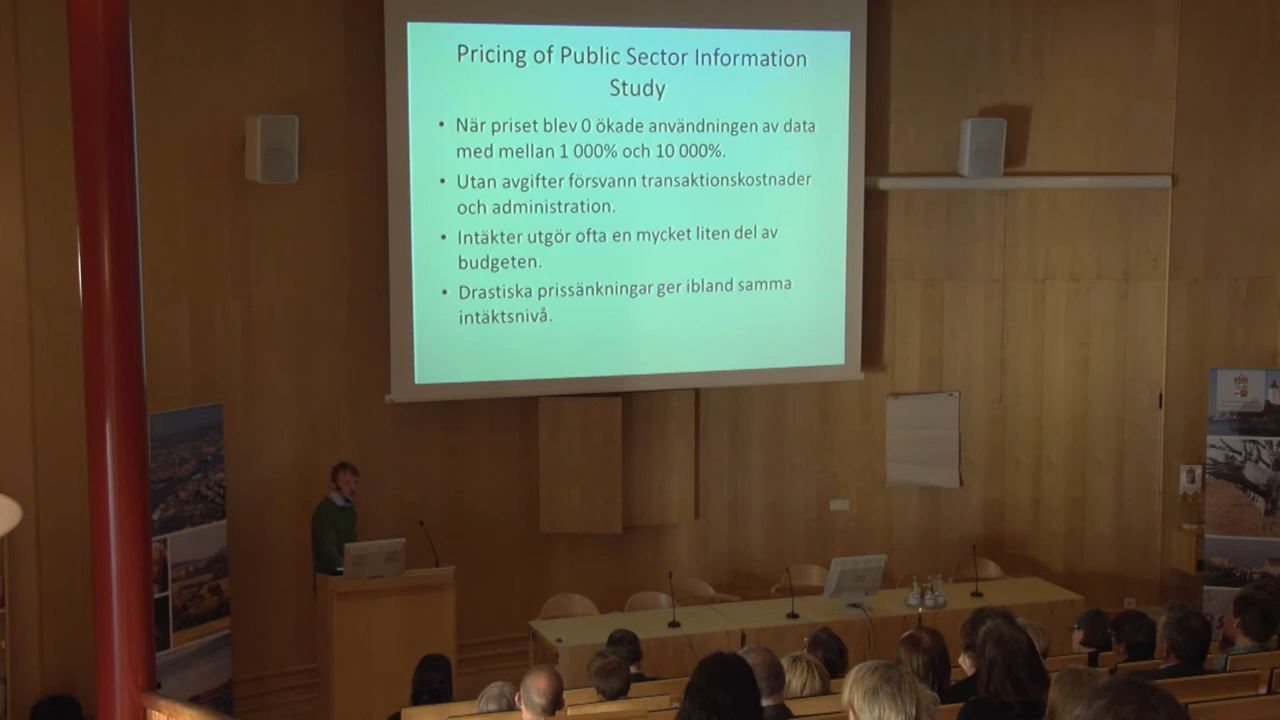 Pricing of Public Sector Information
Study
• När priset blev 0 ökade användningen av data
med mellan 1 000% och 10 000%.
• Utan avgifter försvann transaktionskostnader
och administration.
• Intäkter utgör ofta en mycket liten del av
budgeten.
• Drastiska prissänkningar ger ibland samma
intäktsnivå.